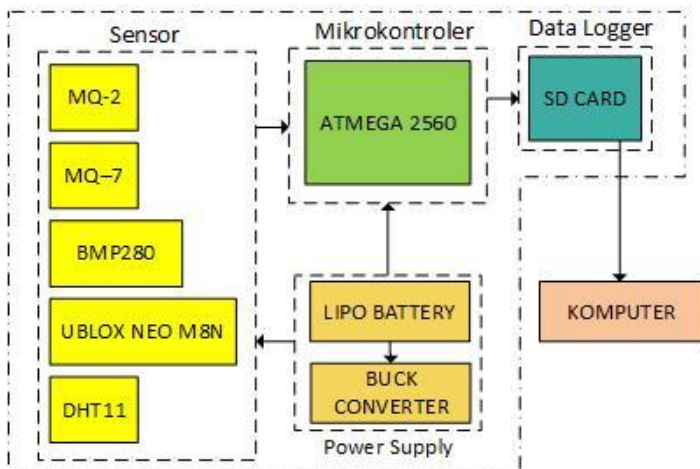 Sensor
MQ-2
MQ–7
BMP280
UBLOX NEO M8N
DHT11
Mikrokontroler
ATMEGA 2560
Data Logger
SD CARD
LIPO BATTERY
BUCK
CONVERTER
Power Supply
KOMPUTER